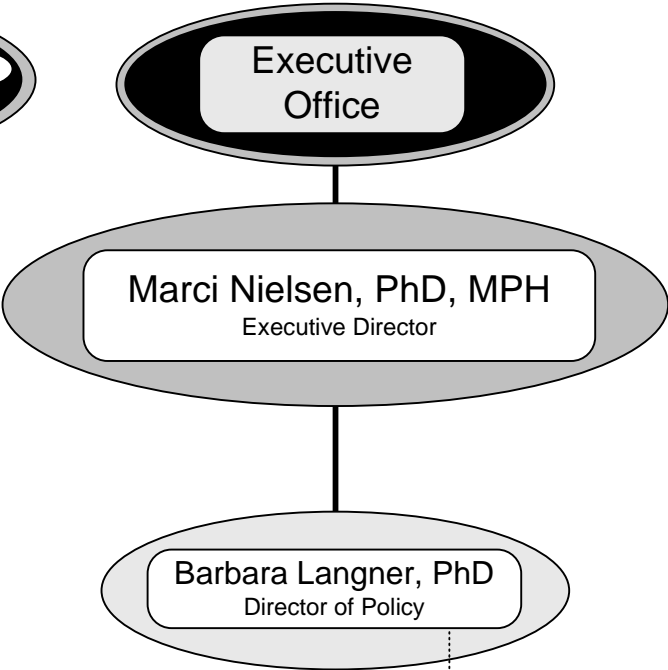 Executive
Office
Marci Nielsen, PhD, MPH
Executive Director
Barbara Langner, PhD
Director of Policy